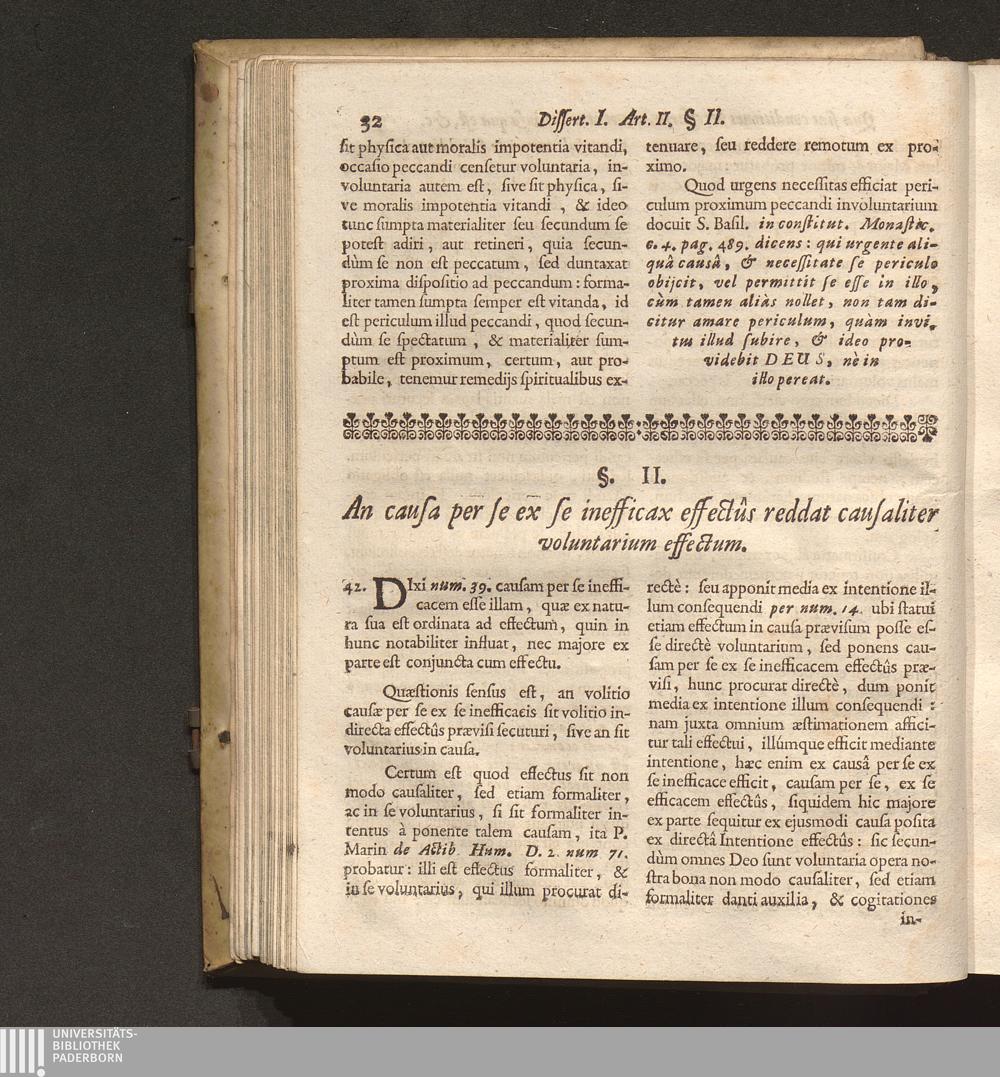 32 Dissert. I. Art. II. § II.
sit physica aut moralis impotentia vitandi,
occasio peccandi censetur voluntaria, in-
voluntaria autem est, sive sit physica, si-
ve moralis impotentia vitandi , & ideo
tunc sumpta materialiter seu secundum se
potest adiri, aut retineri, quia secun-
dùm se non est peccatum, sed duntaxat
proxima dispositio ad peccandum: forma-
liter tamen sumpta semper est vitanda, id
est periculum illud peccandi, quod secun-
dùm se spectatum , & materialiter sum-
ptum est proximum, certum, aut pro-
babile, tenemur remedijs spiritualibus ex-
tenuare, seu reddere remotum ex pro-
ximo.
Quod urgens necessitas efficiat peri-
culum proximum peccandi involuntarium
docuit S. Basil. in constitut. Monastic.
c. 4. pag. 489. dicens: qui urgente ali-
quâ causâ, & necessitate se periculo
obijcit, vel permittit se esse in illo,
cùm tamen aliàs nollet, non tam di-
citur amare periculum, quàm invi-
tus illud subire, & ideo pro-
videbit DEUS, nè in
illo pereat.
§. II.
An causa per se ex se inefficax effectûs reddat causaliter
voluntarium effectum.
42. DIxi num. 39. causam per se ineffi-
cacem esse illam, quæ ex natu-
ra sua est ordinata ad effectum, quin in
hunc notabiliter influat, nec majore ex
parte est conjuncta cum effectu.
Quæstionis sensus est, an volitio
causæ per se ex se inefficacis sit volitio in-
directa effectûs prævisi secuturi, sive an sit
voluntarius in causa.
Certum est quod effectus sit non
modo causaliter, sed etiam formaliter,
ac in se voluntarius, si sit formaliter in-
tentus à ponente talem causam, ita P.
Marin de Actib. Hum. D. 2. num 71.
probatur: illi est effectus formaliter, &
in se voluntarius, qui illum procurat di-
rectè: seu apponit media ex intentione il-
lum consequendi per num. 14. ubi statui
etiam effectum in causa prævisum posse es-
se directè voluntarium, sed ponens cau-
sam per se ex se inefficacem effectûs præ-
visi, hunc procurat directè, dum ponit
media ex intentione illum consequendi :
nam juxta omnium æstimationem affici-
tur tali effectui, illúmque efficit mediante
intentione, hæc enim ex causâ per se ex
se inefficace efficit, causam per se, ex se
efficacem effectûs, siquidem hic majore
ex parte sequitur ex ejusmodi causa posita
ex directâ Intentione effectûs: sic secun-
dùm omnes Deo sunt voluntaria opera no-
stra bona non modo causaliter, sed etiam
formaliter danti auxilia, & cogitationes
in-
UNIVERSITÄTS-
BIBLIOTHEK
PADERBORN